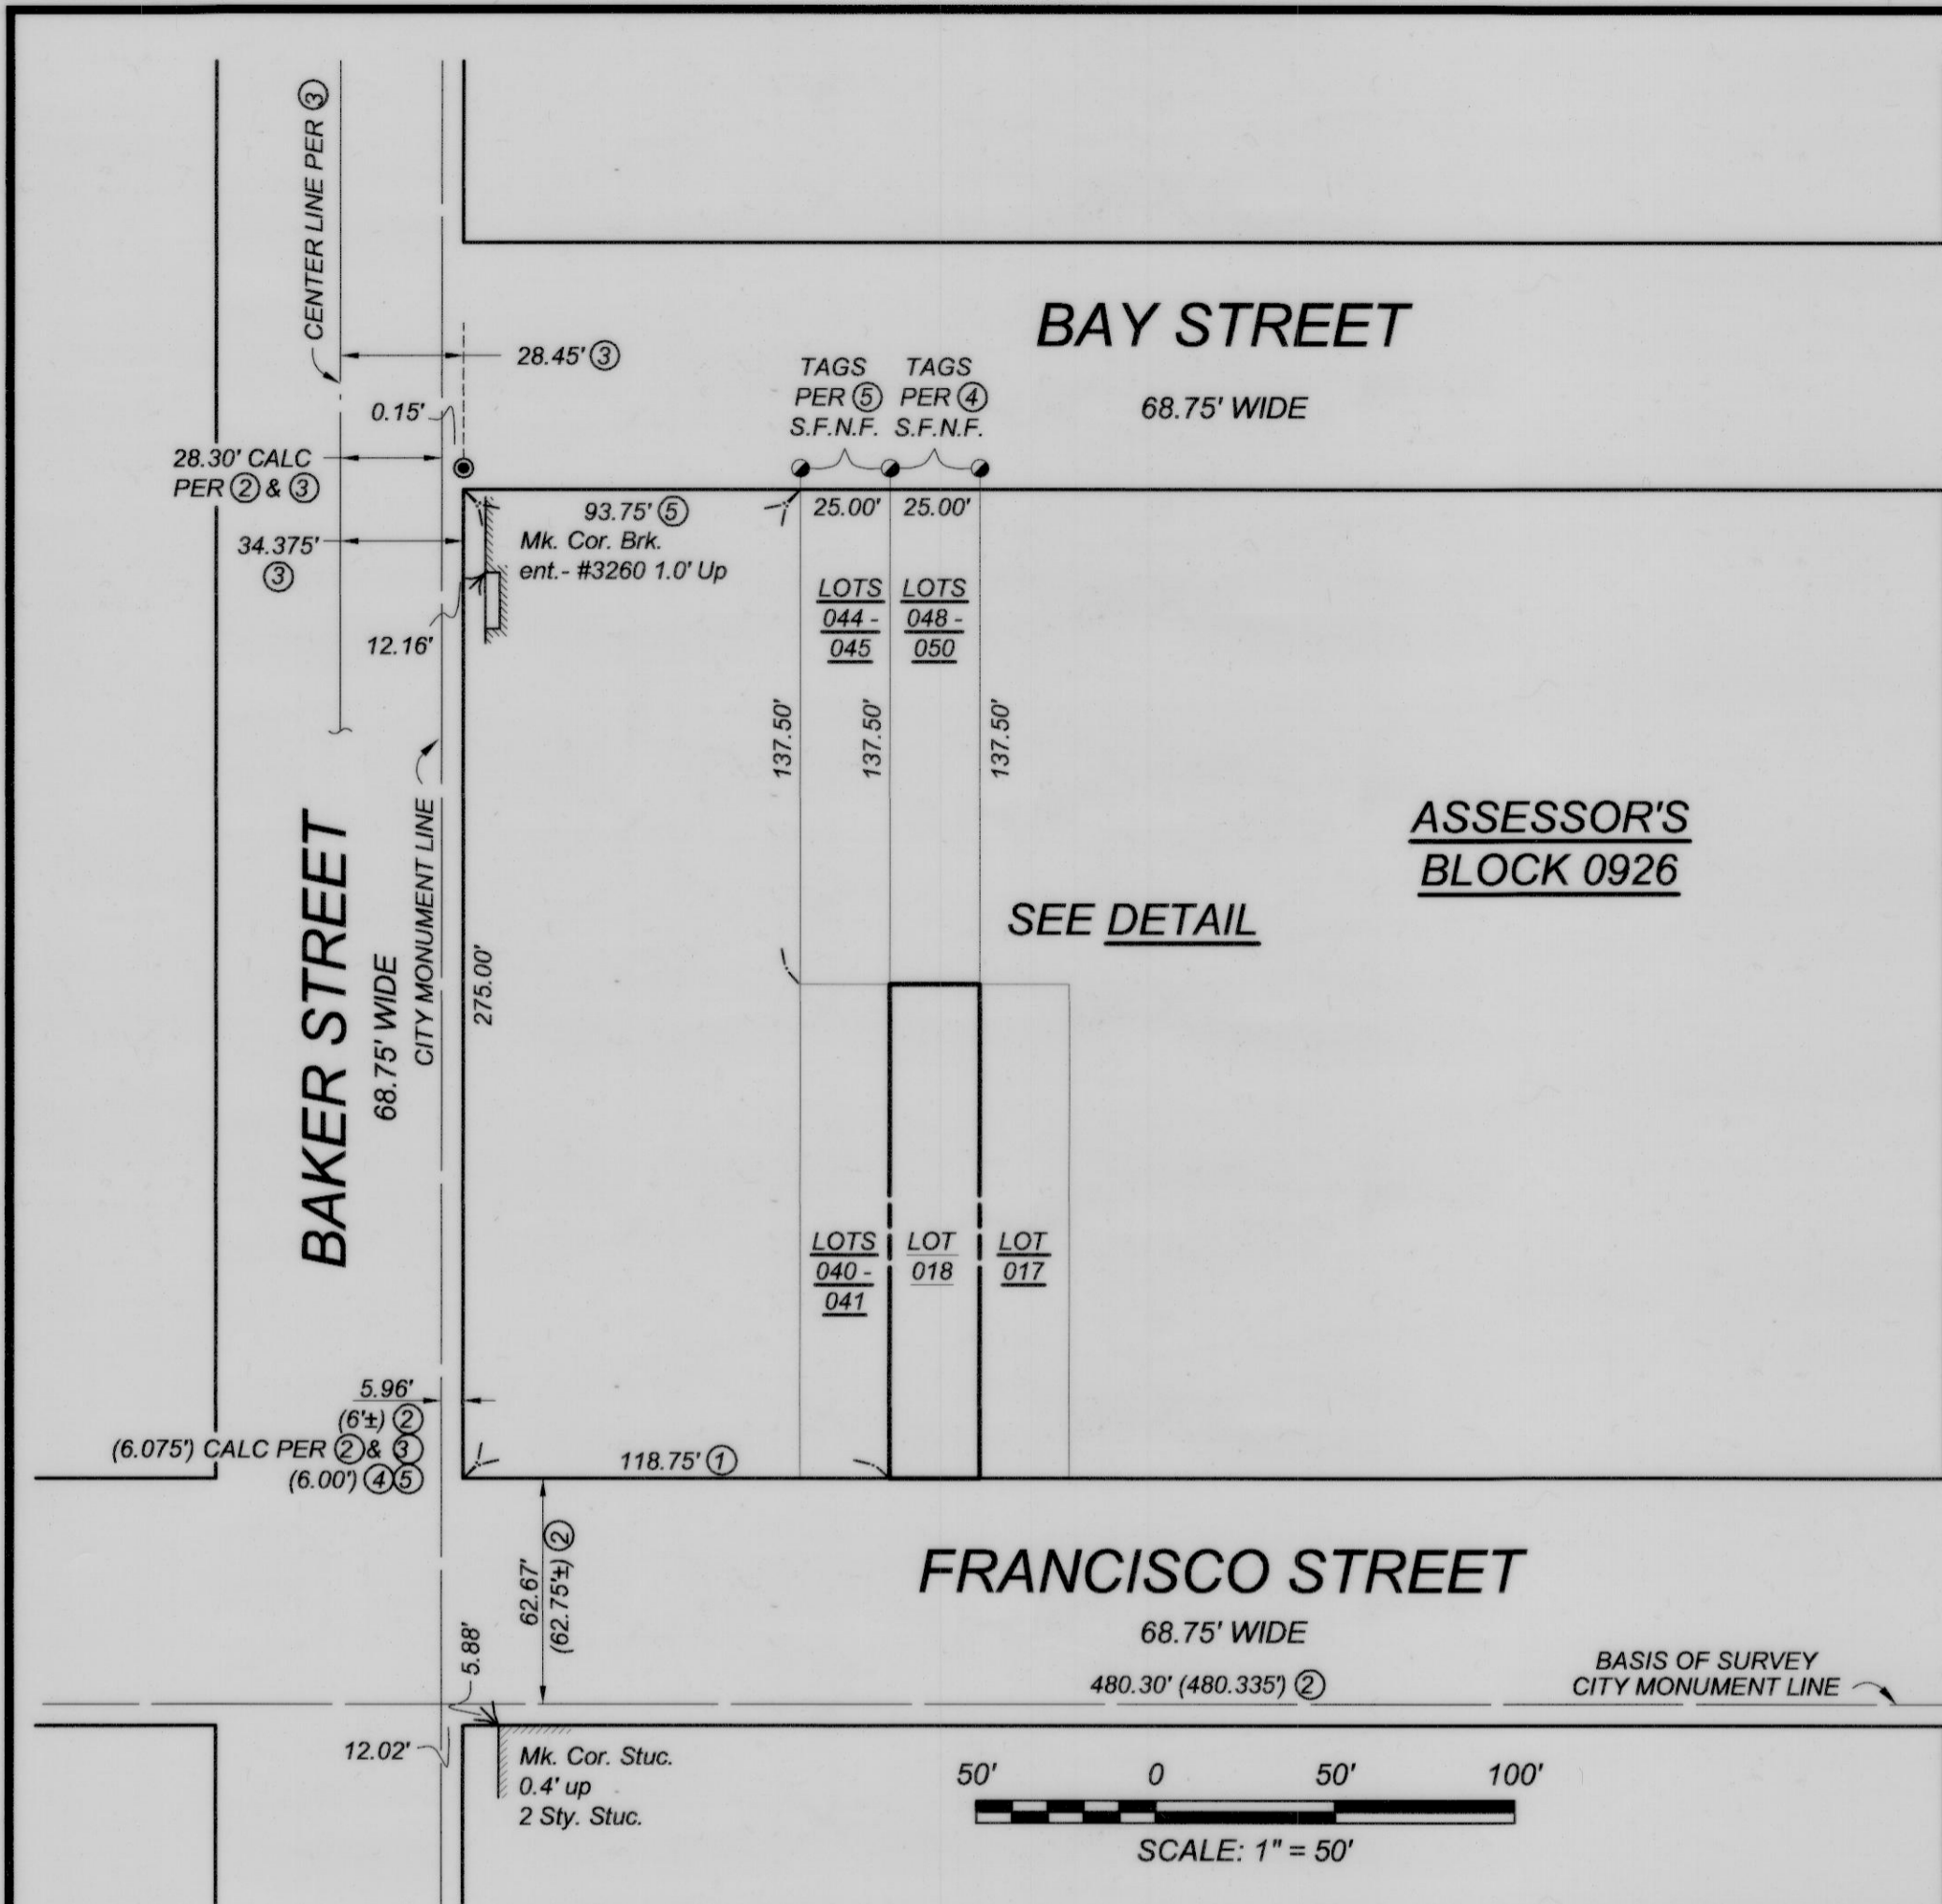 CENTER LINE PER ③
BAY STREET
68.75' WIDE
28.45' ③
0.15'
28.30' CALC
PER ② & ③
34.375'
③
12.16'
TAGS
PER ⑤
S.F.N.F.
TAGS
PER ④
S.F.N.F.
93.75' ⑤
25.00'
25.00'
Mk. Cor. Brk.
ent.- #3260 1.0' Up
LOTS
044 -
045
LOTS
048 -
050
137.50'
137.50'
137.50'
ASSESSOR'S
BLOCK 0926
SEE DETAIL
BAKER STREET
68.75' WIDE
CITY MONUMENT LINE
275.00'
LOTS
040 -
041
LOT
018
LOT
017
5.96'
(6'±) ②
(6.075') CALC PER ② & ③
(6.00') ④⑤
118.75' ①
62.67'
(62.75'±) ②
5.88'
FRANCISCO STREET
68.75' WIDE
480.30' (480.335') ②
BASIS OF SURVEY
CITY MONUMENT LINE
12.02'
Mk. Cor. Stuc.
0.4' up
2 Sty. Stuc.
50' 0 50' 100'
SCALE: 1" = 50'